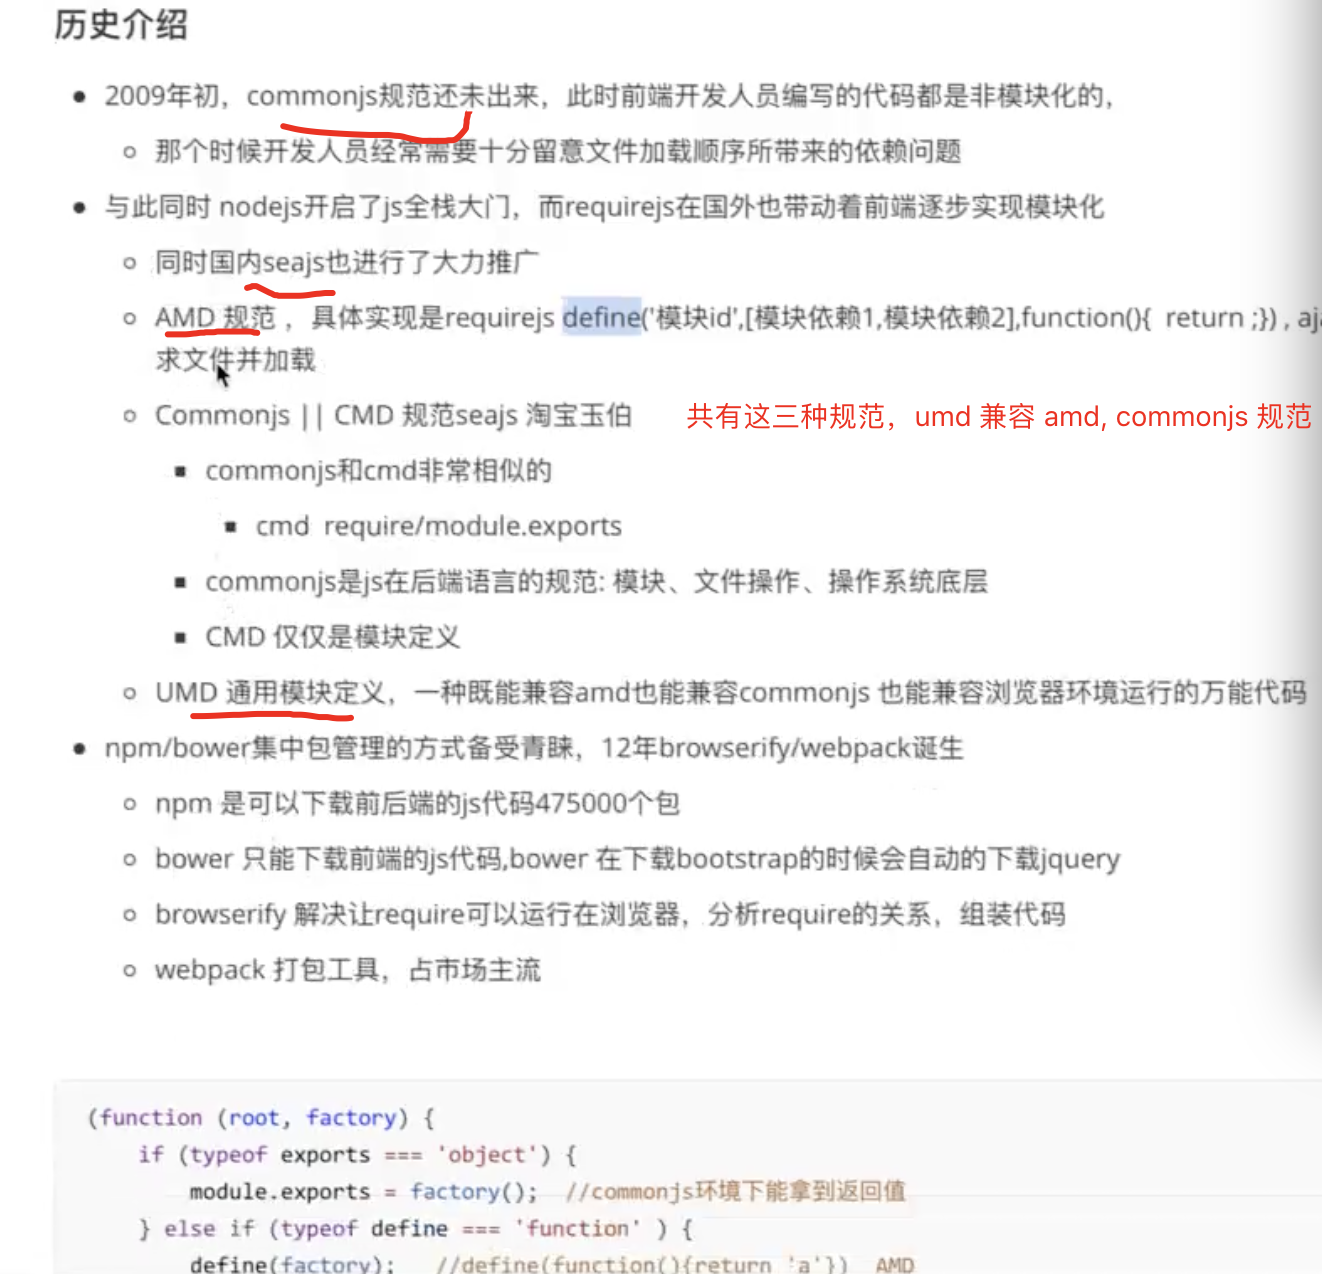 历史介绍
2009年初，commonjs规范还未出来，此时前端开发人员编写的代码都是非模块化的，
那个时候开发人员经常需要十分留意文件加载顺序所带来的依赖问题
与此同时 nodejs开启了js全栈大门，而requirejs在国外也带动着前端逐步实现模块化
同时国内seajs也进行了大力推广
AMD 规范 ，具体实现是requirejs define('模块id',[模块依赖1,模块依赖2],function(){ return ;}) , aj
求文件并加载
Commonjs || CMD 规范seajs 淘宝玉伯 共有这三种规范，umd 兼容 amd, commonjs 规范
commonjs和cmd非常相似的
cmd require/module.exports
commonjs是js在后端语言的规范: 模块、文件操作、操作系统底层
CMD 仅仅是模块定义
UMD 通用模块定义，一种既能兼容amd也能兼容commonjs 也能兼容浏览器环境运行的万能代码
npm/bower集中包管理的方式备受青睐，12年browserify/webpack诞生
npm 是可以下载前后端的js代码475000个包
bower 只能下载前端的js代码,bower 在下载bootstrap的时候会自动的下载jquery
browserify 解决让require可以运行在浏览器，分析require的关系，组装代码
webpack 打包工具，占市场主流
(function (root, factory) {
if (typeof exports === 'object') {
module.exports = factory(); //commonjs环境下能拿到返回值
} else if (typeof define === 'function' ) {
define(factory); //define(function(){return 'a'}) AMD